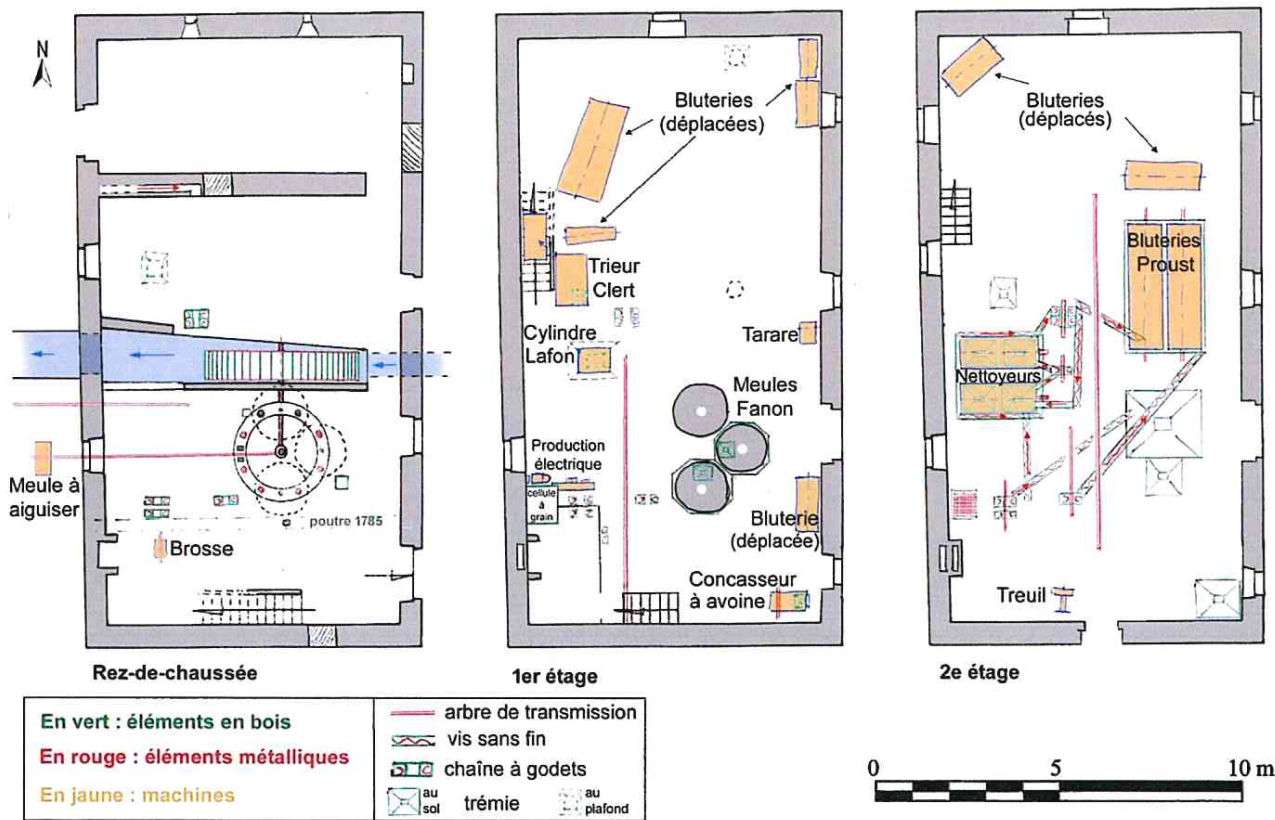 N
Meule à
aiguiser
Brosse
poutre 1785
Rez-de-chaussée
Bluteries
(déplacées)
Trieur
Clert
Cylindre
Lafon
Tarare
Meules
Fanon
Production
électrique
cellule
à
grain
Bluterie
(déplacée)
Concasseur
à avoine
1er étage
Bluteries
(déplacés)
Bluteries
Proust
Nettoyeurs
Treuil
2e étage
En vert : éléments en bois
En rouge : éléments métalliques
En jaune : machines
arbre de transmission
vis sans fin
chaîne à godets
au
sol
trémie
au
plafond
0 5 10 m